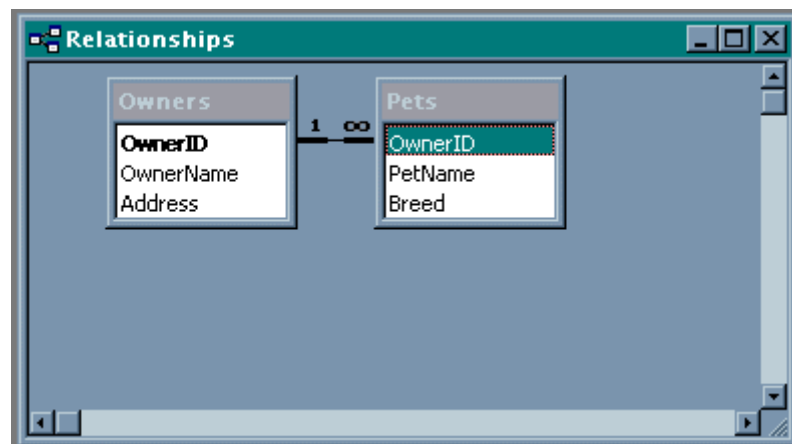 Relationships
Owners
OwnerID
OwnerName
Address
1 ∞
Pets
OwnerID
PetName
Breed